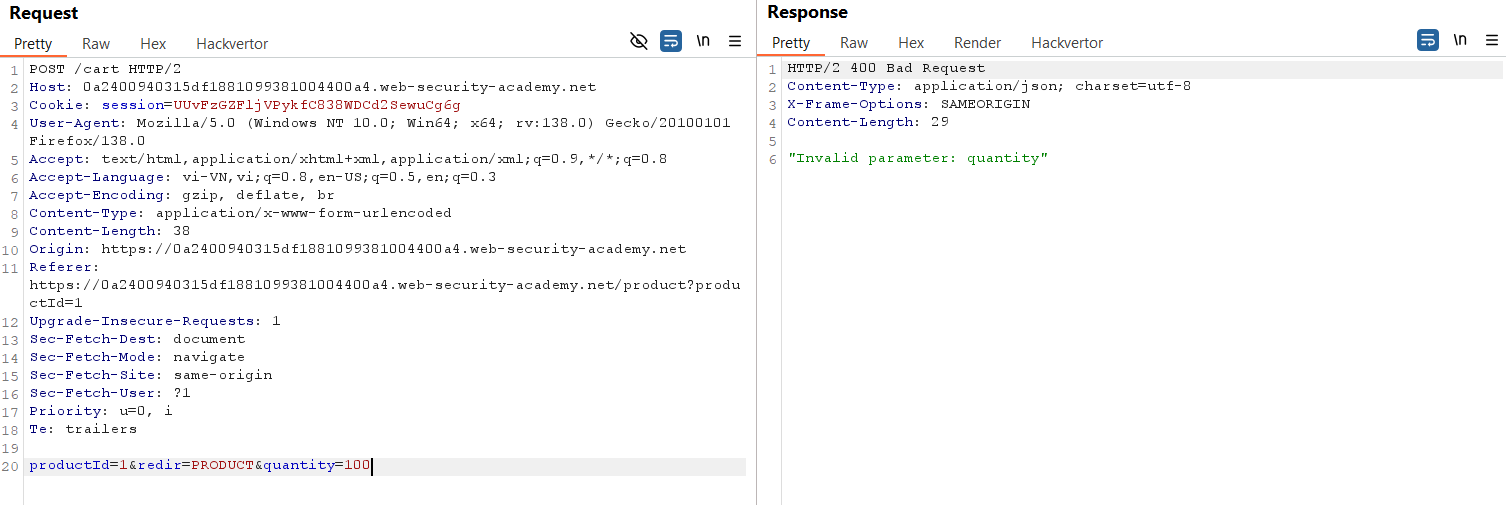 Request
Pretty Raw Hex Hackvertor \n
1 POST /cart HTTP/2
2 Host: 0a2400940315df1881099381004400a4.web-security-academy.net
3 Cookie: session=UUvFzGZFljVPykfC838WDCd2SewuCg6g
4 User-Agent: Mozilla/5.0 (Windows NT 10.0; Win64; x64; rv:138.0) Gecko/20100101
Firefox/138.0
5 Accept: text/html,application/xhtml+xml,application/xml;q=0.9,*/*;q=0.8
6 Accept-Language: vi-VN,vi;q=0.8,en-US;q=0.5,en;q=0.3
7 Accept-Encoding: gzip, deflate, br
8 Content-Type: application/x-www-form-urlencoded
9 Content-Length: 38
10 Origin: https://0a2400940315df1881099381004400a4.web-security-academy.net
11 Referer:
https://0a2400940315df1881099381004400a4.web-security-academy.net/product?produ
ctId=1
12 Upgrade-Insecure-Requests: 1
13 Sec-Fetch-Dest: document
14 Sec-Fetch-Mode: navigate
15 Sec-Fetch-Site: same-origin
16 Sec-Fetch-User: ?1
17 Priority: u=0, i
18 Te: trailers
19
20 productId=1&redir=PRODUCT&quantity=100
Response
Pretty Raw Hex Render Hackvertor \n
1 HTTP/2 400 Bad Request
2 Content-Type: application/json; charset=utf-8
3 X-Frame-Options: SAMEORIGIN
4 Content-Length: 29
5
6 "Invalid parameter: quantity"